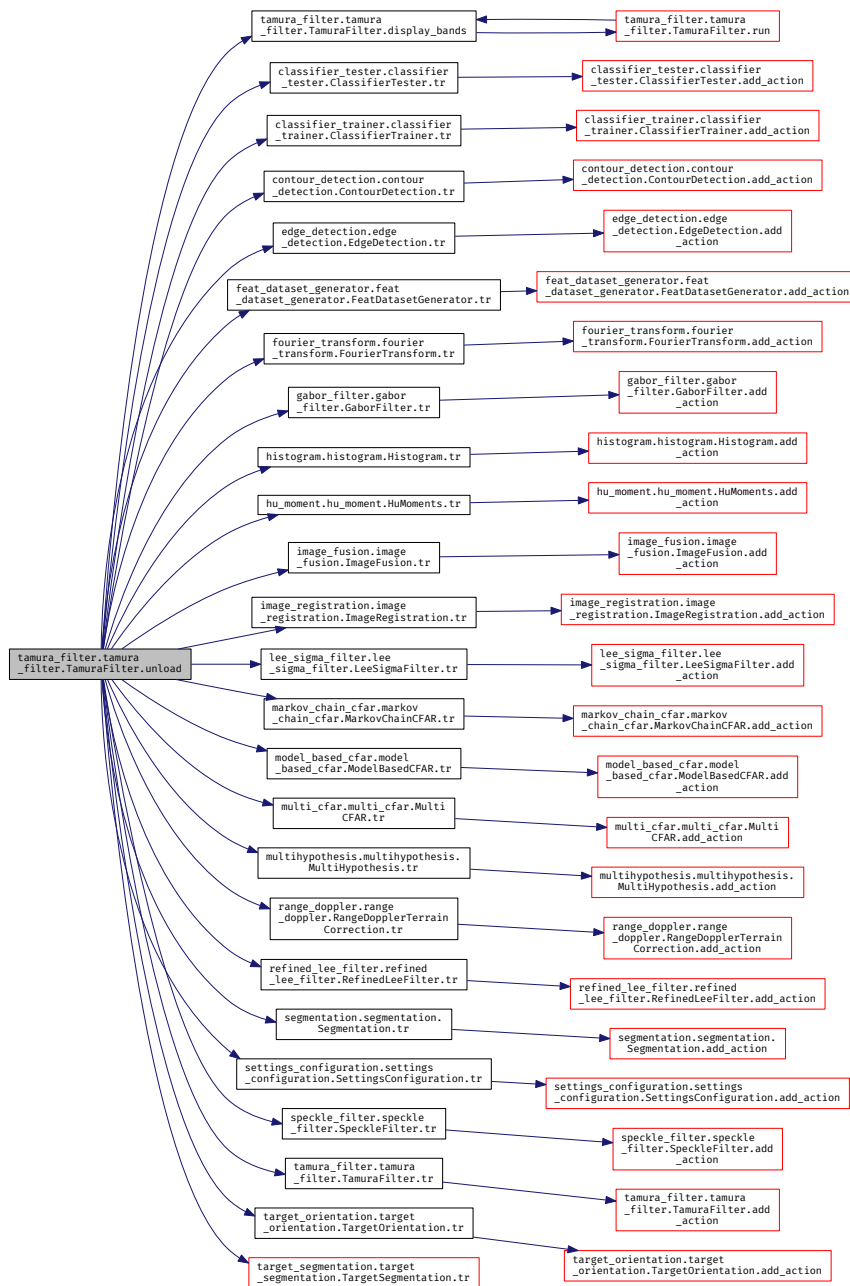 tamura_filter.tamura
_filter.TamuraFilter.display_bands
tamura_filter.tamura
_filter.TamuraFilter.run
classifier_tester.classifier
_tester.ClassifierTester.tr
classifier_tester.classifier
_tester.ClassifierTester.add_action
classifier_trainer.classifier
_trainer.ClassifierTrainer.tr
classifier_trainer.classifier
_trainer.ClassifierTrainer.add_action
contour_detection.contour
_detection.ContourDetection.tr
contour_detection.contour
_detection.ContourDetection.add_action
edge_detection.edge
_detection.EdgeDetection.tr
edge_detection.edge
_detection.EdgeDetection.add
_action
feat_dataset_generator.feat
_dataset_generator.FeatDatasetGenerator.tr
feat_dataset_generator.feat
_dataset_generator.FeatDatasetGenerator.add_action
fourier_transform.fourier
_transform.FourierTransform.tr
fourier_transform.fourier
_transform.FourierTransform.add_action
gabor_filter.gabor
_filter.GaborFilter.tr
gabor_filter.gabor
_filter.GaborFilter.add
_action
histogram.histogram.Histogram.tr
histogram.histogram.Histogram.add
_action
hu_moment.hu_moment.HuMoments.tr
hu_moment.hu_moment.HuMoments.add
_action
image_fusion.image
_fusion.ImageFusion.tr
image_fusion.image
_fusion.ImageFusion.add
_action
image_registration.image
_registration.ImageRegistration.tr
image_registration.image
_registration.ImageRegistration.add_action
tamura_filter.tamura
_filter.TamuraFilter.unload
lee_sigma_filter.lee
_sigma_filter.LeeSigmaFilter.tr
lee_sigma_filter.lee
_sigma_filter.LeeSigmaFilter.add
_action
markov_chain_cfar.markov
_chain_cfar.MarkovChainCFAR.tr
markov_chain_cfar.markov
_chain_cfar.MarkovChainCFAR.add_action
model_based_cfar.model
_based_cfar.ModelBasedCFAR.tr
model_based_cfar.model
_based_cfar.ModelBasedCFAR.add
_action
multi_cfar.multi_cfar.Multi
CFAR.tr
multi_cfar.multi_cfar.Multi
CFAR.add_action
multihypothesis.multihypothesis.
MultiHypothesis.tr
multihypothesis.multihypothesis.
MultiHypothesis.add_action
range_doppler.range
_doppler.RangeDopplerTerrain
Correction.tr
range_doppler.range
_doppler.RangeDopplerTerrain
Correction.add_action
refined_lee_filter.refined
_lee_filter.RefinedLeeFilter.tr
refined_lee_filter.refined
_lee_filter.RefinedLeeFilter.add_action
segmentation.segmentation.
Segmentation.tr
segmentation.segmentation.
Segmentation.add_action
settings_configuration.settings
_configuration.SettingsConfiguration.tr
settings_configuration.settings
_configuration.SettingsConfiguration.add_action
speckle_filter.speckle
_filter.SpeckleFilter.tr
speckle_filter.speckle
_filter.SpeckleFilter.add
_action
tamura_filter.tamura
_filter.TamuraFilter.tr
tamura_filter.tamura
_filter.TamuraFilter.add
_action
target_orientation.target
_orientation.TargetOrientation.tr
target_orientation.target
_orientation.TargetOrientation.add_action
target_segmentation.target
_segmentation.TargetSegmentation.tr